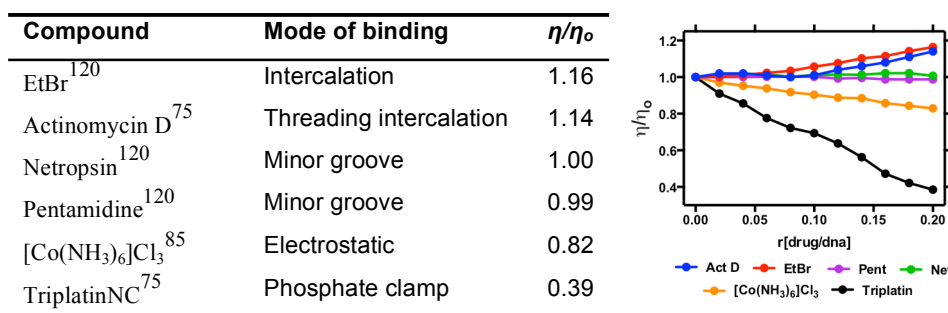 Compound Mode of binding η/ηo
EtBr120 Intercalation 1.16
Actinomycin D75 Threading intercalation 1.14
Netropsin120 Minor groove 1.00
Pentamidine120 Minor groove 0.99
[Co(NH3)6]Cl3 85 Electrostatic 0.82
TriplatinNC75 Phosphate clamp 0.39
η/ηo
1.2
1.0
0.8
0.6
0.4
0.00 0.05 0.10 0.15 0.20
r[drug/dna]
Act D EtBr Pent Ne
[Co(NH3)6]Cl3 Triplatin